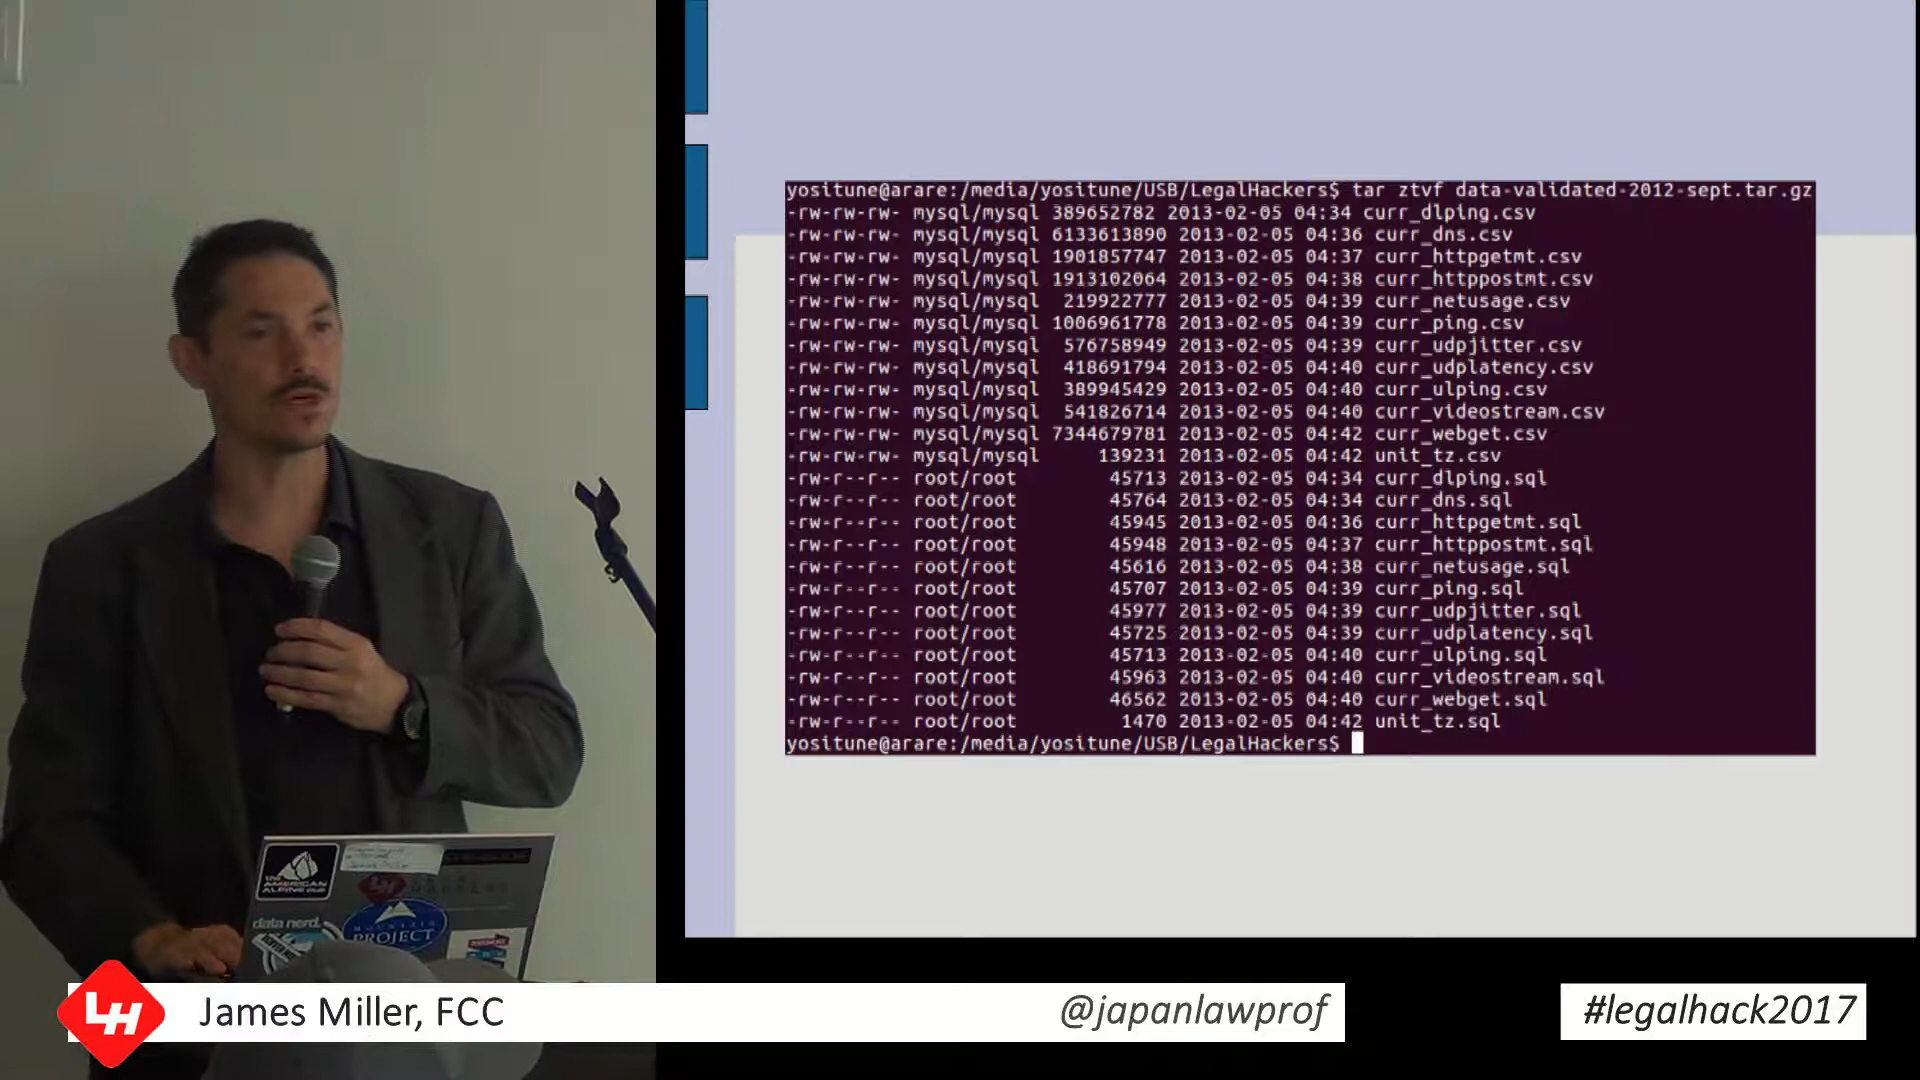 yositune@arare:/media/yositune/USB/LegalHackers$ tar ztvf data-validated-2012-sept.tar.gz
-rw-rw-rw- mysql/mysql 389652782 2013-02-05 04:34 curr_dlping.csv
-rw-rw-rw- mysql/mysql 6133613890 2013-02-05 04:36 curr_dns.csv
-rw-rw-rw- mysql/mysql 1901857747 2013-02-05 04:37 curr_httpgetmt.csv
-rw-rw-rw- mysql/mysql 1913102064 2013-02-05 04:38 curr_httppostmt.csv
-rw-rw-rw- mysql/mysql 219922777 2013-02-05 04:39 curr_netusage.csv
-rw-rw-rw- mysql/mysql 1006961778 2013-02-05 04:39 curr_ping.csv
-rw-rw-rw- mysql/mysql 576758949 2013-02-05 04:39 curr_udpjitter.csv
-rw-rw-rw- mysql/mysql 418691794 2013-02-05 04:40 curr_udplatency.csv
-rw-rw-rw- mysql/mysql 389945429 2013-02-05 04:40 curr_ulping.csv
-rw-rw-rw- mysql/mysql 541826714 2013-02-05 04:40 curr_videostream.csv
-rw-rw-rw- mysql/mysql 7344679781 2013-02-05 04:42 curr_webget.csv
-rw-rw-rw- mysql/mysql 139231 2013-02-05 04:42 unit_tz.csv
-rw-r--r-- root/root 45713 2013-02-05 04:34 curr_dlping.sql
-rw-r--r-- root/root 45764 2013-02-05 04:34 curr_dns.sql
-rw-r--r-- root/root 45945 2013-02-05 04:36 curr_httpgetmt.sql
-rw-r--r-- root/root 45948 2013-02-05 04:37 curr_httppostmt.sql
-rw-r--r-- root/root 45616 2013-02-05 04:38 curr_netusage.sql
-rw-r--r-- root/root 45707 2013-02-05 04:39 curr_ping.sql
-rw-r--r-- root/root 45977 2013-02-05 04:39 curr_udpjitter.sql
-rw-r--r-- root/root 45725 2013-02-05 04:39 curr_udplatency.sql
-rw-r--r-- root/root 45713 2013-02-05 04:40 curr_ulping.sql
-rw-r--r-- root/root 45963 2013-02-05 04:40 curr_videostream.sql
-rw-r--r-- root/root 46562 2013-02-05 04:40 curr_webget.sql
-rw-r--r-- root/root 1470 2013-02-05 04:42 unit_tz.sql
yositune@arare:/media/yositune/USB/LegalHackers$
the
AMERICAN
ALPINE CLUB
data nerd.
MOUNTAIN
PROJECT
LH
James Miller, FCC
@japanlawprof
#legalhack2017